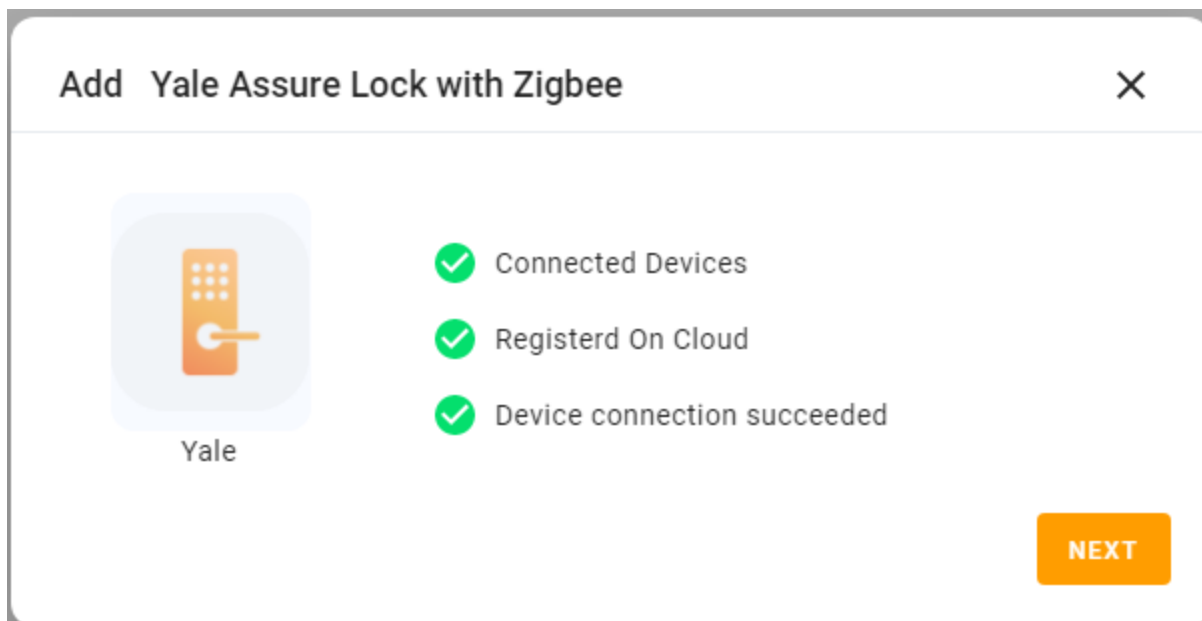 Add Yale Assure Lock with Zigbee
Connected Devices
Registerd On Cloud
Device connection succeeded
Yale
NEXT